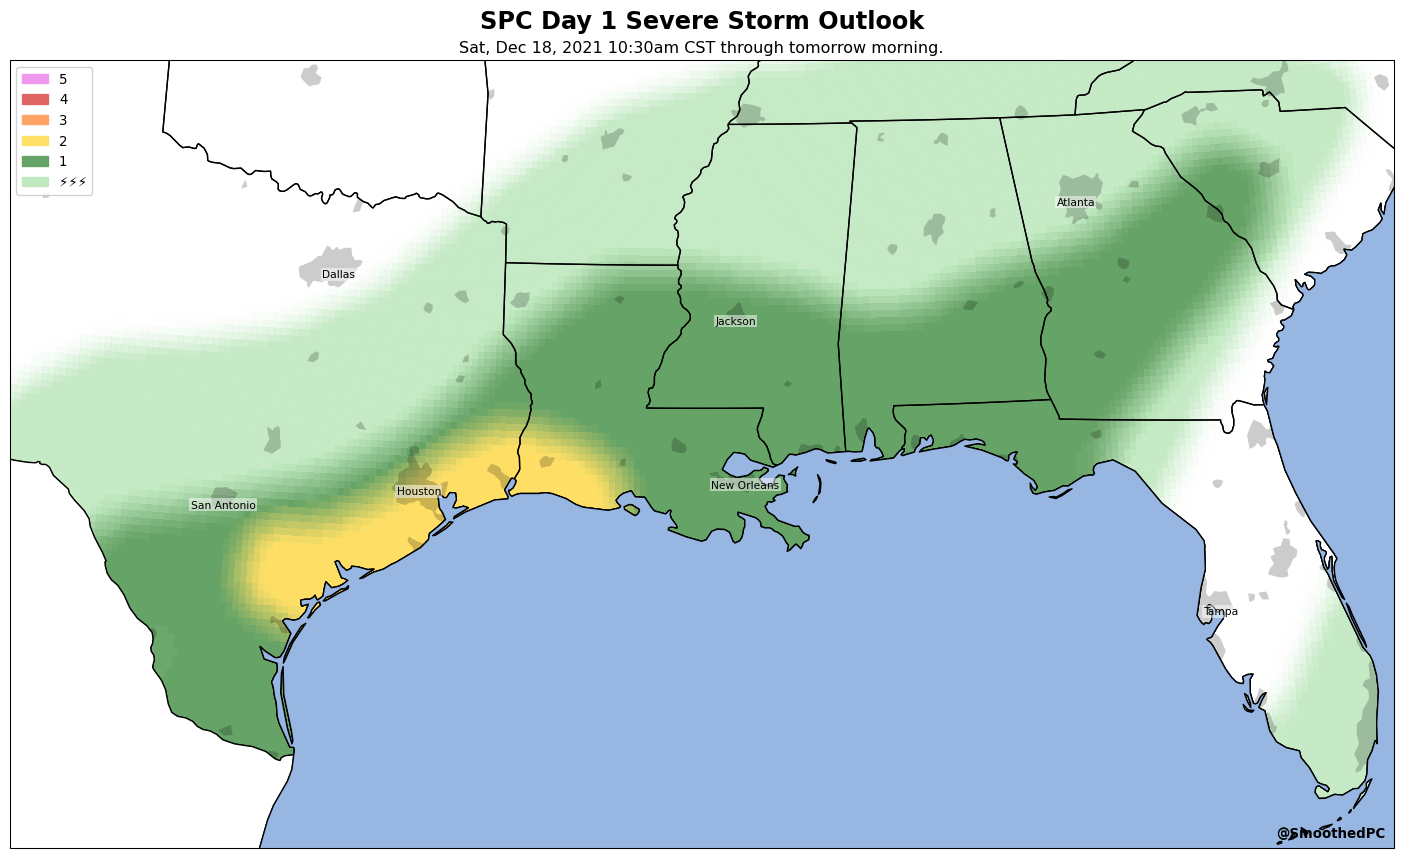 SPC Day 1 Severe Storm Outlook
Sat, Dec 18, 2021 10:30am CST through tomorrow morning.
5
4
3
2
1
⚡⚡⚡
Atlanta
Dallas
Jackson
New Orleans
Houston
San Antonio
Tampa
@SmoothedPC